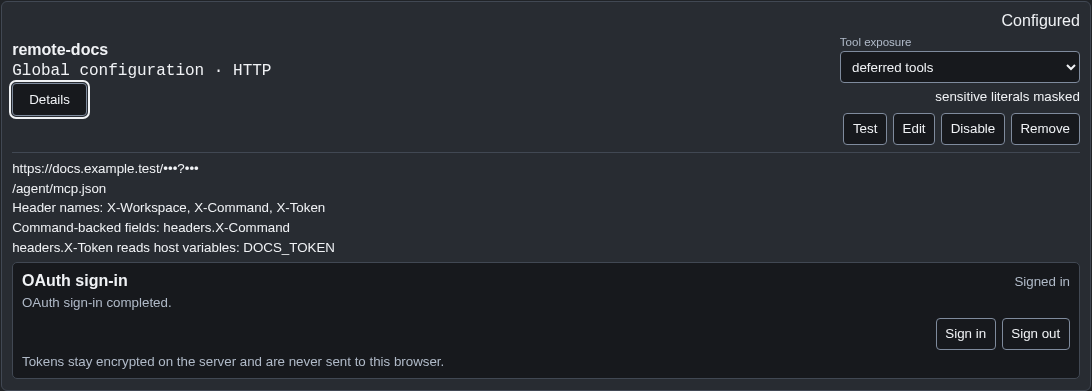 Configured
remote-docs
Global configuration · HTTP
Details
Tool exposure
deferred tools
sensitive literals masked
Test Edit Disable Remove
https://docs.example.test/•••?•••
/agent/mcp.json
Header names: X-Workspace, X-Command, X-Token
Command-backed fields: headers.X-Command
headers.X-Token reads host variables: DOCS_TOKEN
OAuth sign-in
Signed in
OAuth sign-in completed.
Sign in Sign out
Tokens stay encrypted on the server and are never sent to this browser.